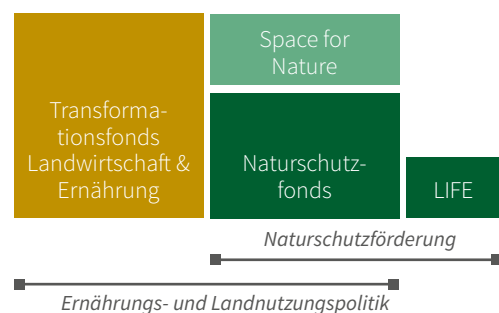 Space for
Nature
Transforma-
tionsfonds
Landwirtschaft &
Ernährung
Naturschutz-
fonds
LIFE
Naturschutzförderung
Ernährungs- und Landnutzungspolitik